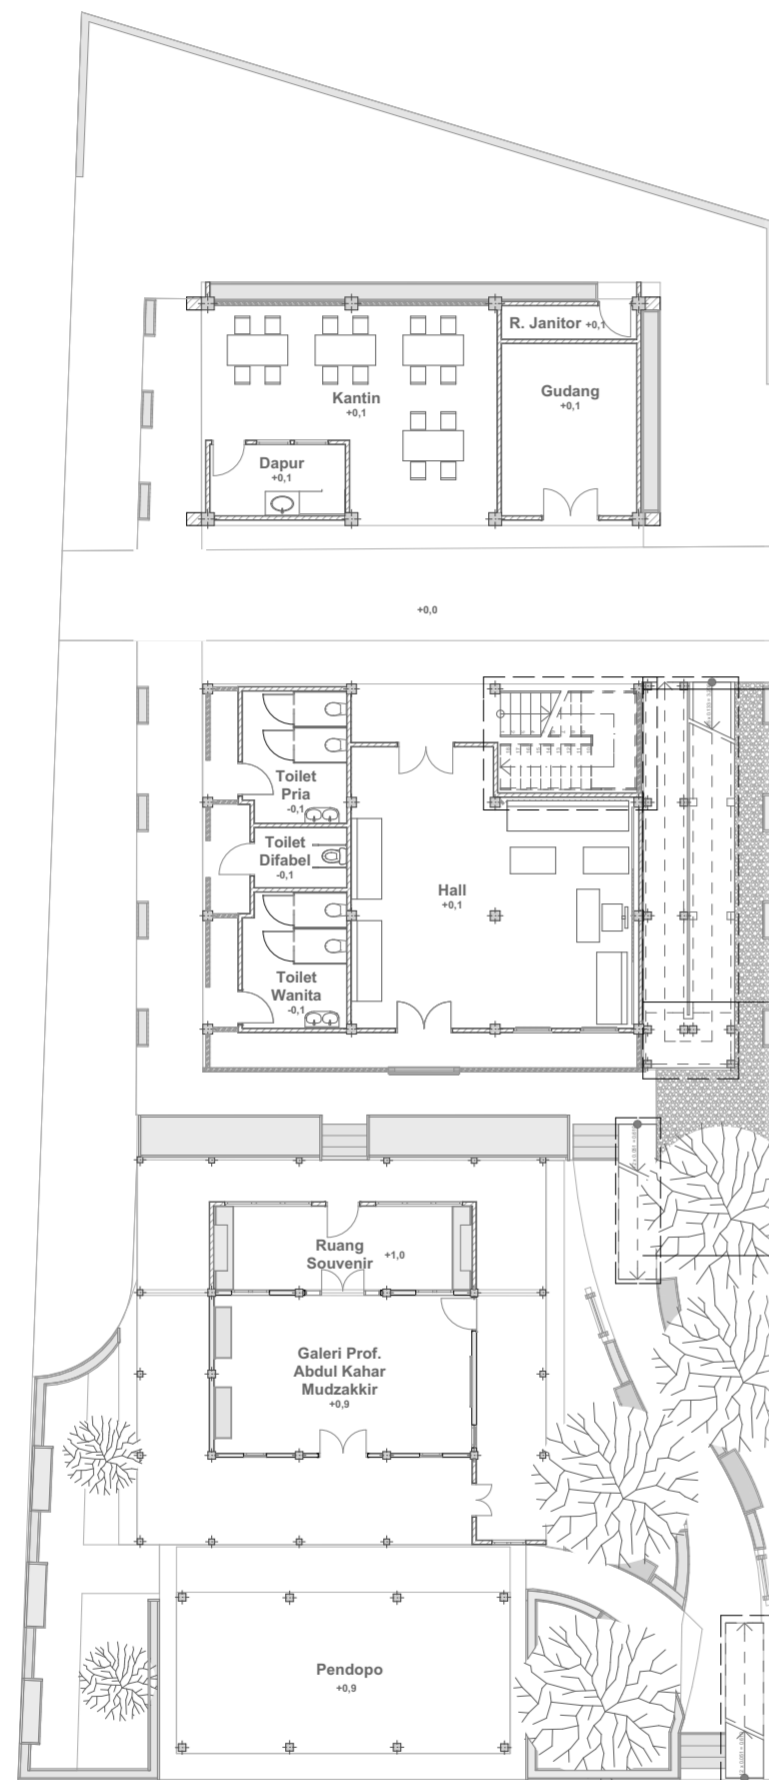 R. Janitor +0,1
Kantin
+0,1
Gudang
+0,1
Dapur
+0,1
+0,0
Toilet
Pria
-0,1
Toilet
Difabel
-0,1
Hall
+0,1
Toilet
Wanita
-0,1
Ruang
Souvenir +1,0
Galeri Prof.
Abdul Kahar
Mudzakkir
+0,9
Pendopo
+0,9